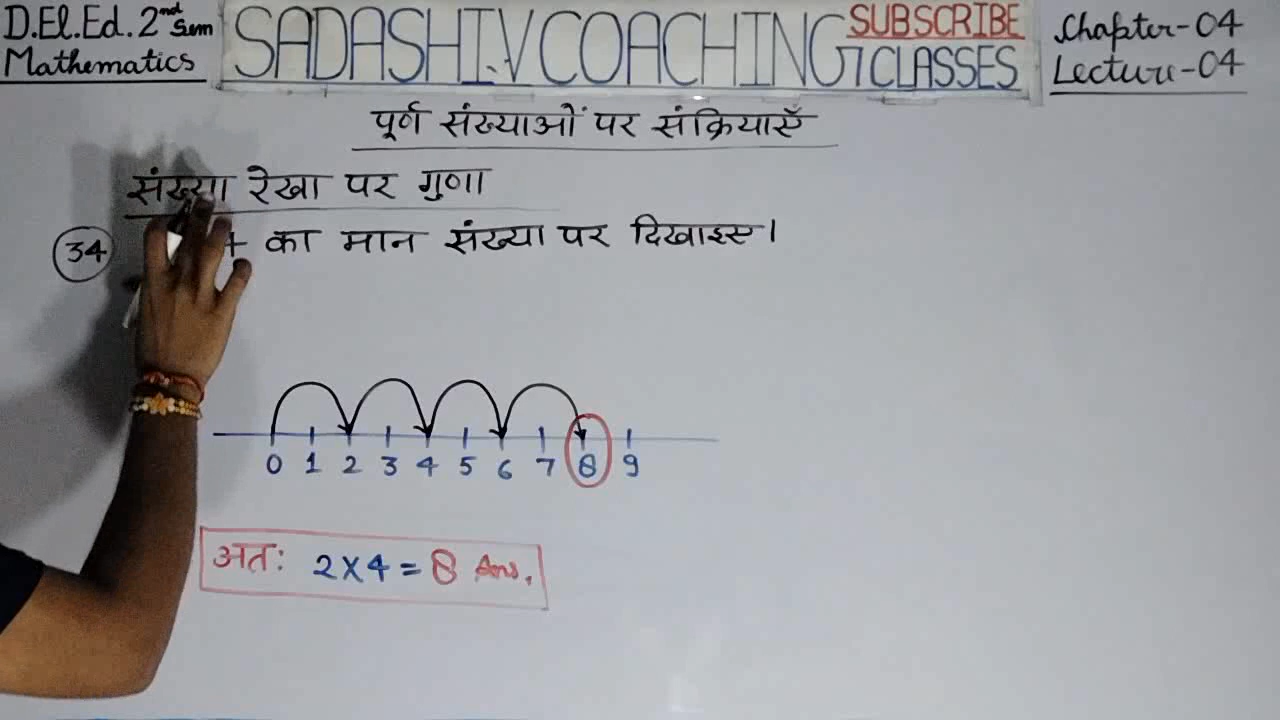 D.El.Ed. 2nd Sem
Mathematics
SADASHIV COACHING CLASSES
SUBSCRIBE
Chapter-04
Lecture-04
पूर्ण संख्याओं पर संक्रियाएँ
संख्या रेखा पर गुणा
34 4 का मान संख्या पर दिखाइए।
0 1 2 3 4 5 6 7 8 9
अतः 2×4=8 Ans.